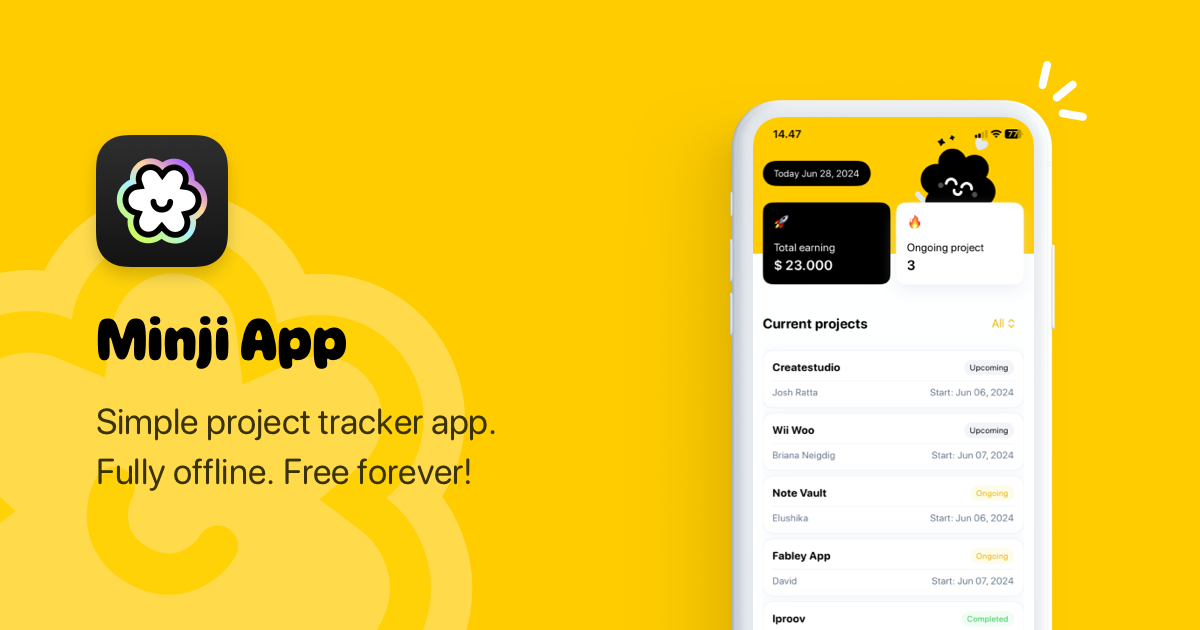 Minji App
Simple project tracker app.
Fully offline. Free forever!
14.47
77
Today Jun 28, 2024
Total earning
$ 23.000
Ongoing project
3
Current projects
All
Createstudio
Upcoming
Josh Ratta
Start: Jun 06, 2024
Wii Woo
Upcoming
Briana Neigdig
Start: Jun 07, 2024
Note Vault
Ongoing
Elushika
Start: Jun 06, 2024
Fabley App
Ongoing
David
Start: Jun 07, 2024
Iproov
Completed